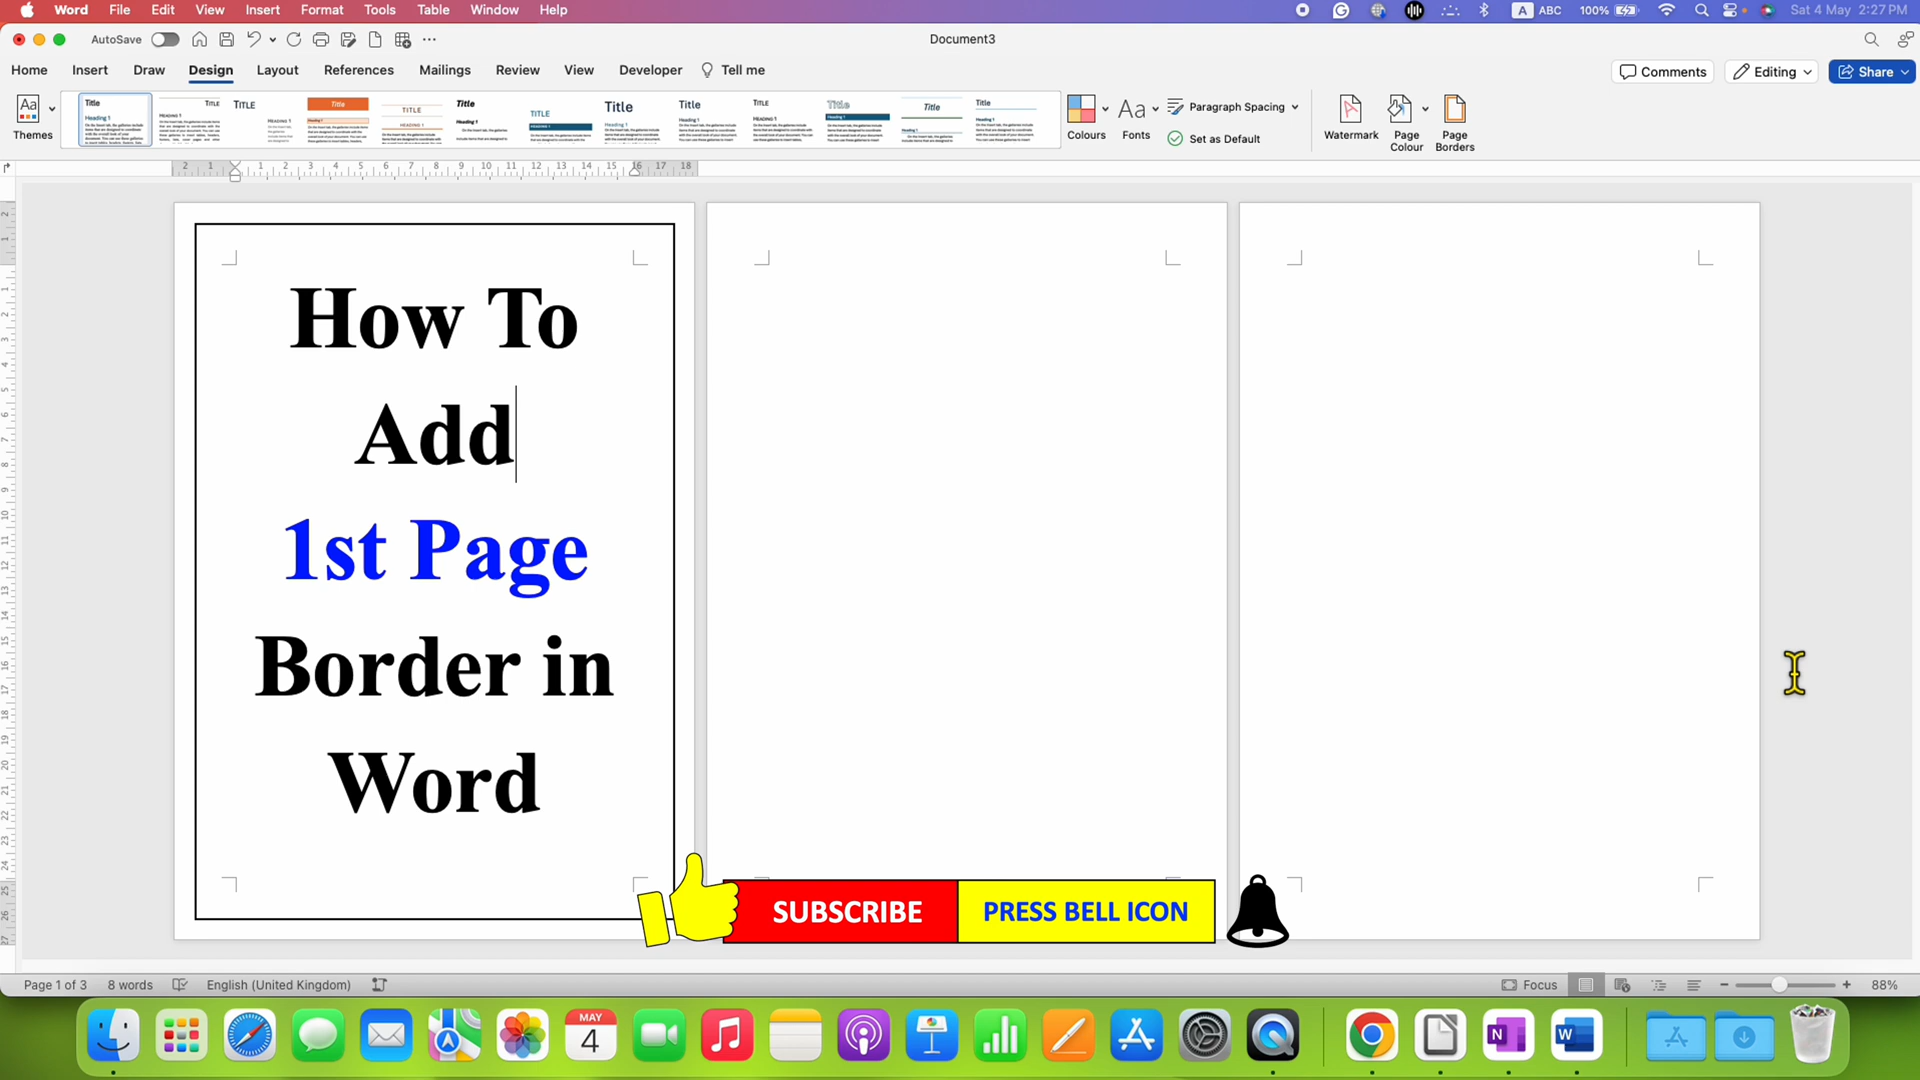 Word File Edit View Insert Format Tools Table Window Help
A ABC 100% Sat 4 May 2:27 PM
AutoSave
Document3
Home Insert Draw Design Layout References Mailings Review View Developer Tell me
Comments Editing Share
Themes
Colours
Fonts
Paragraph Spacing
Set as Default
Watermark
Page Colour
Page Borders
How To
Add
1st Page
Border in
Word
SUBSCRIBE PRESS BELL ICON
Page 1 of 3 8 words English (United Kingdom)
Focus 88%
MAY
4